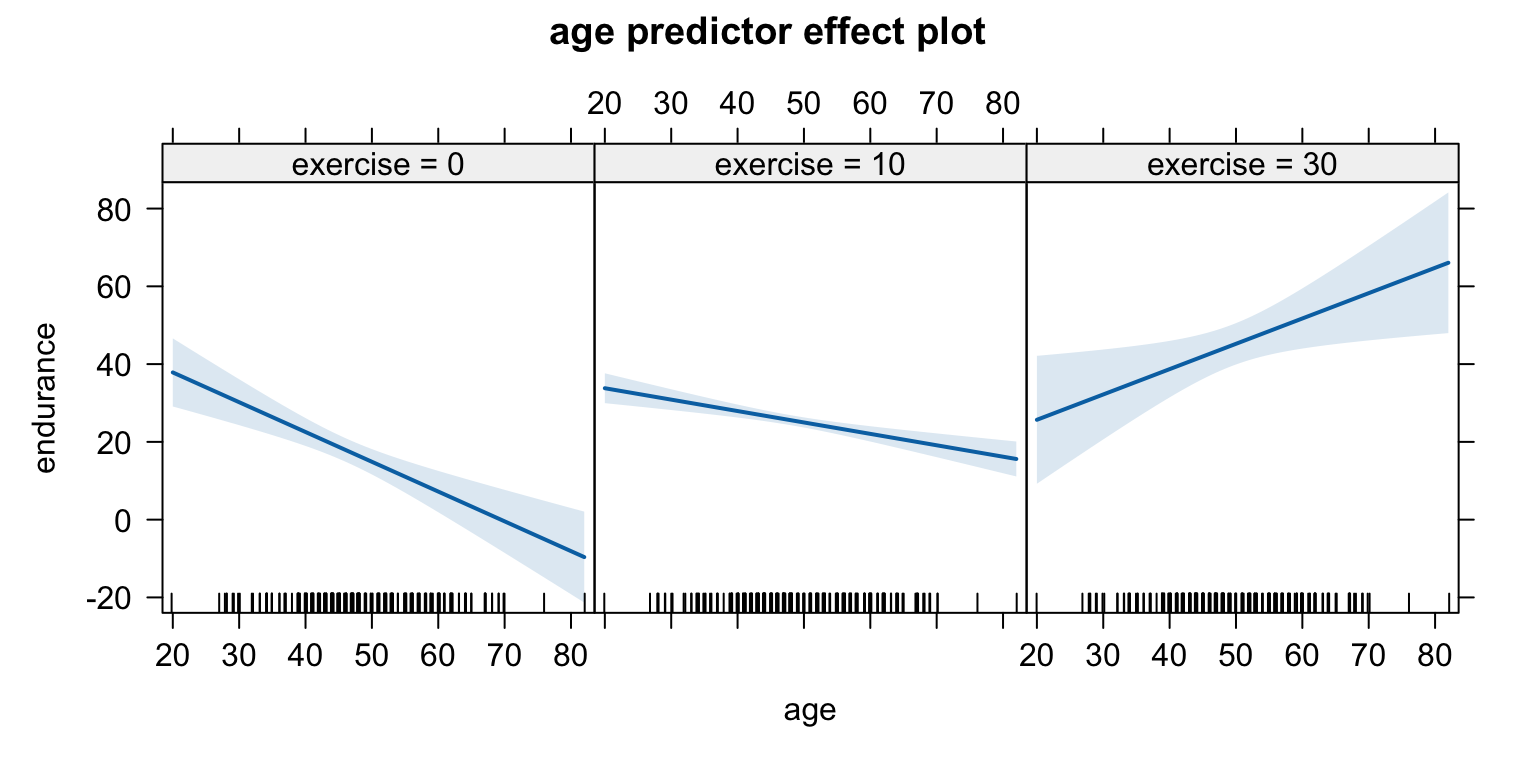 age predictor effect plot
20 30 40 50 60 70 80
exercise = 0 exercise = 10 exercise = 30
80
60
40
20
0
-20
endurance
20 30 40 50 60 70 80 20 30 40 50 60 70 80
age